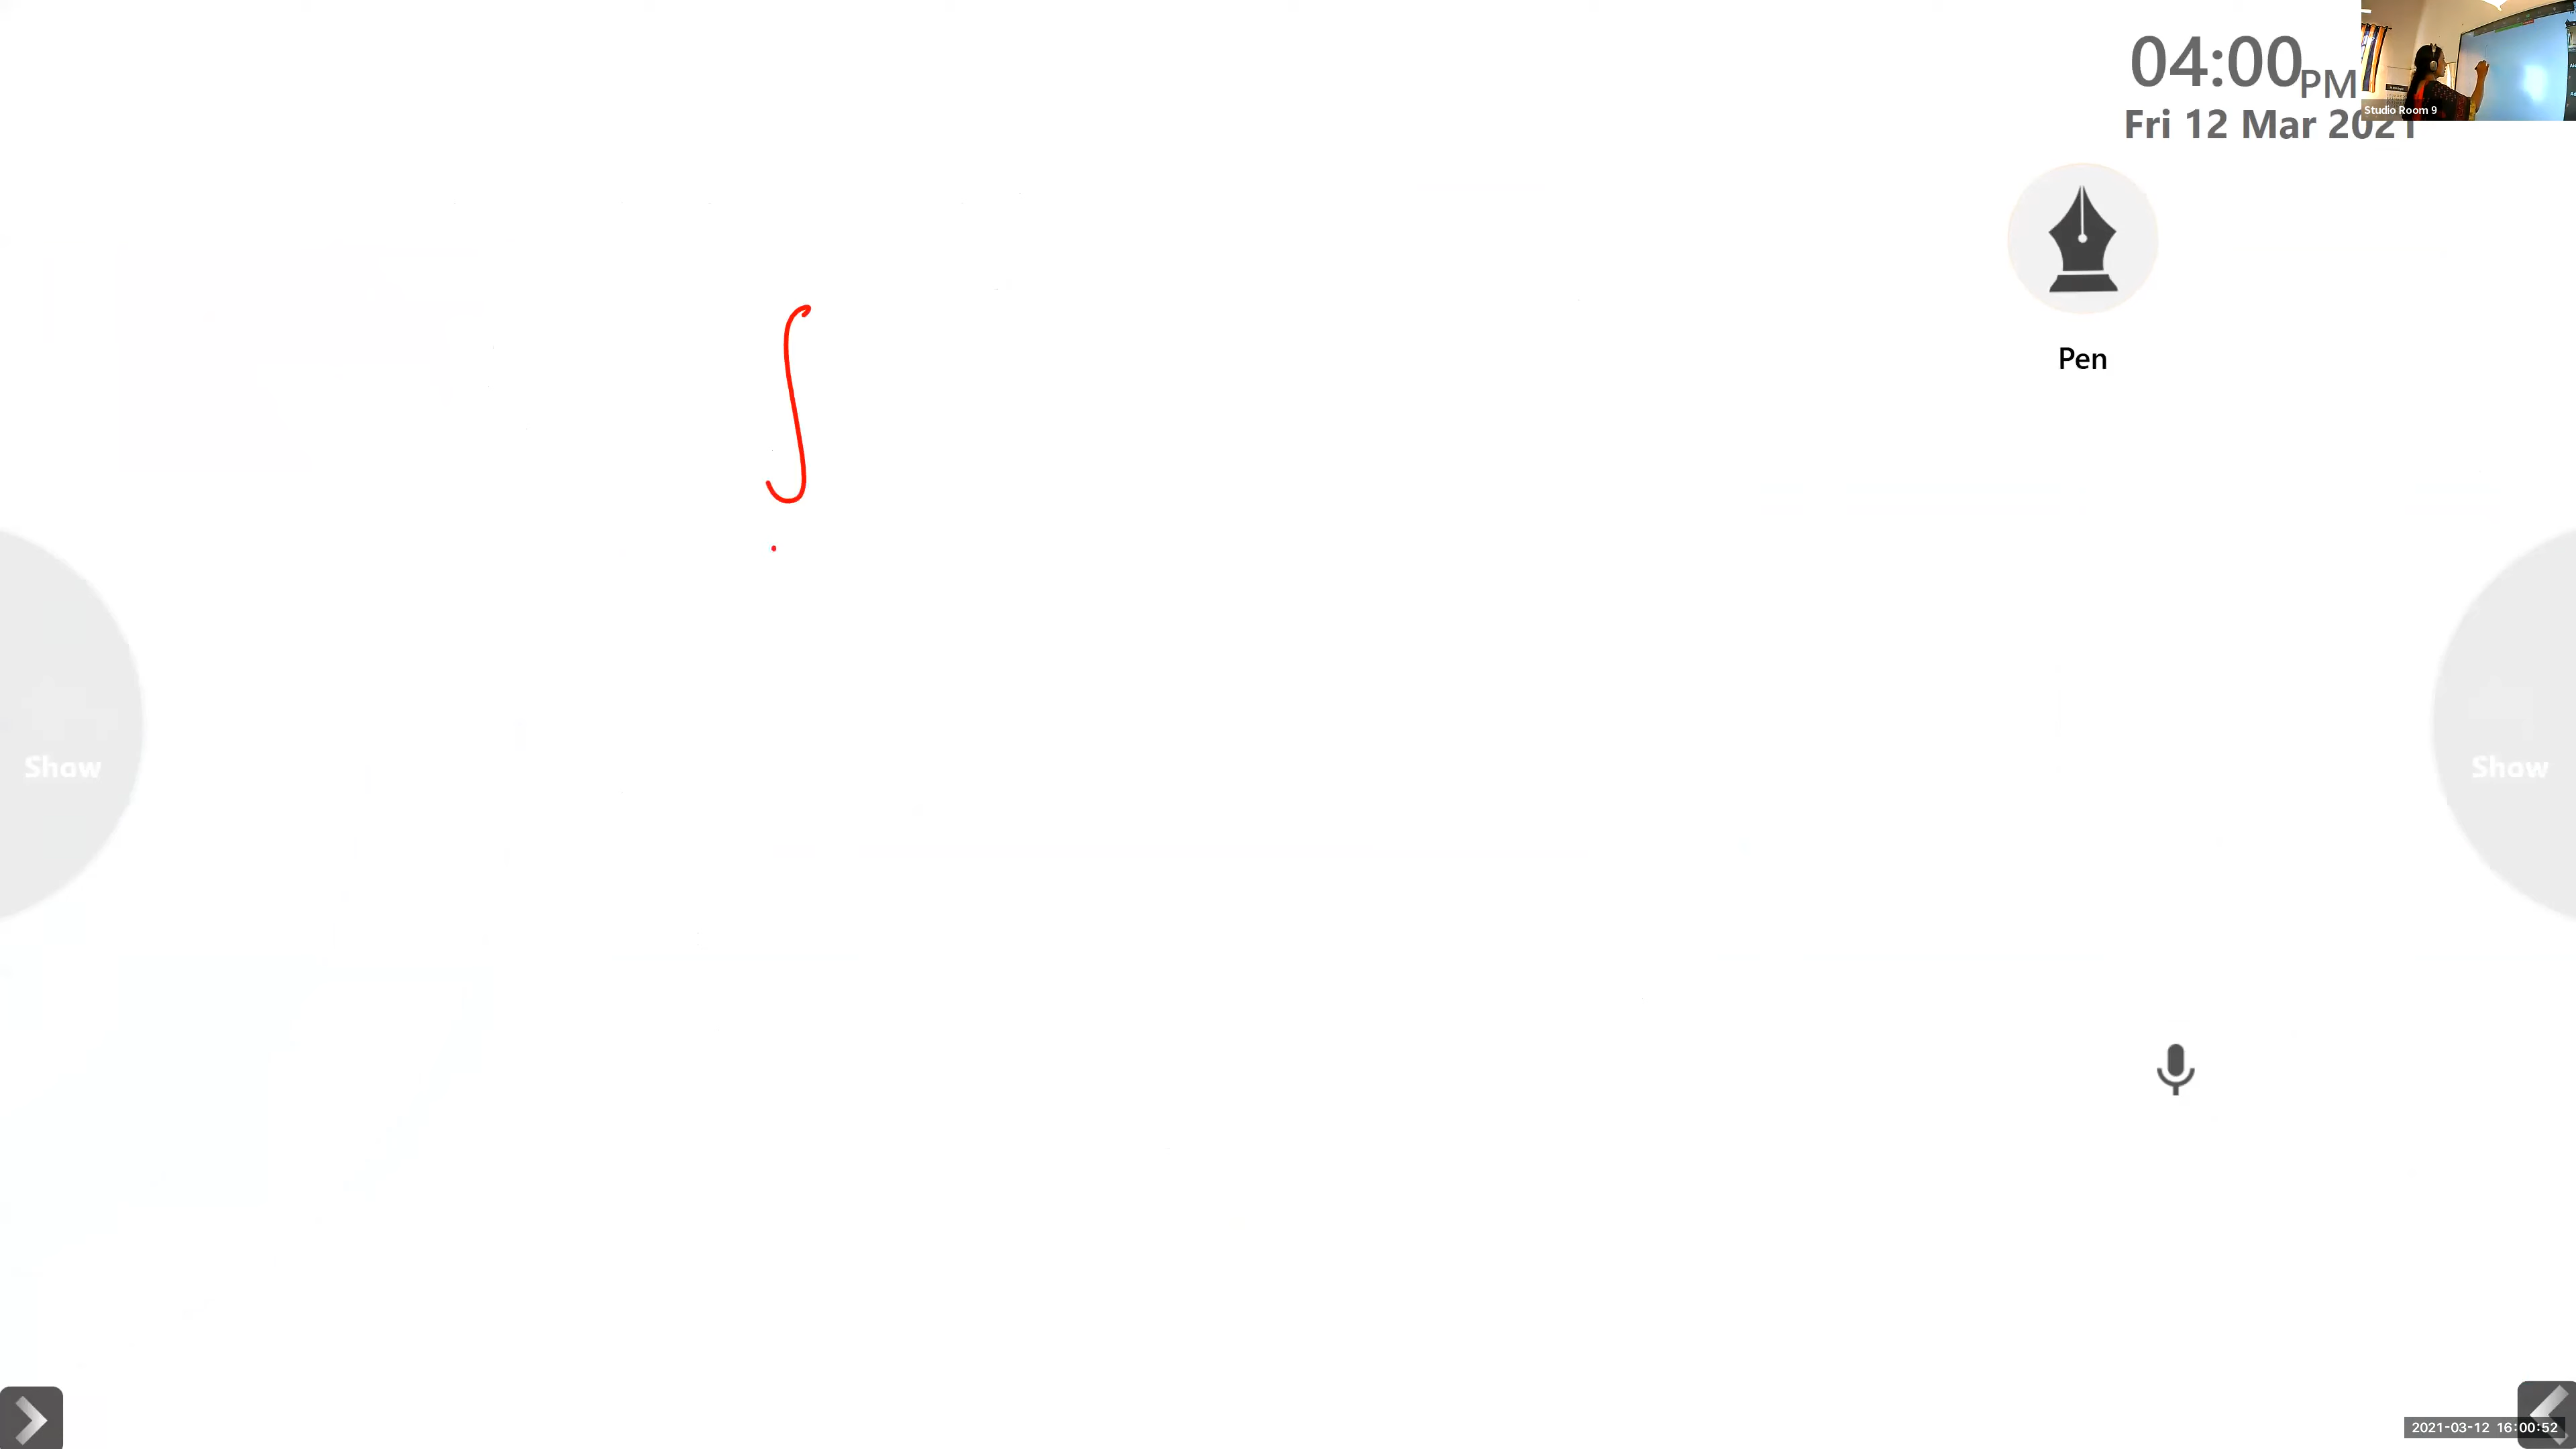 04:00PM
Fri 12 Mar 2021
Studio Room 9
Pen
∫
.
Show
Show
2021-03-12 16:00:52